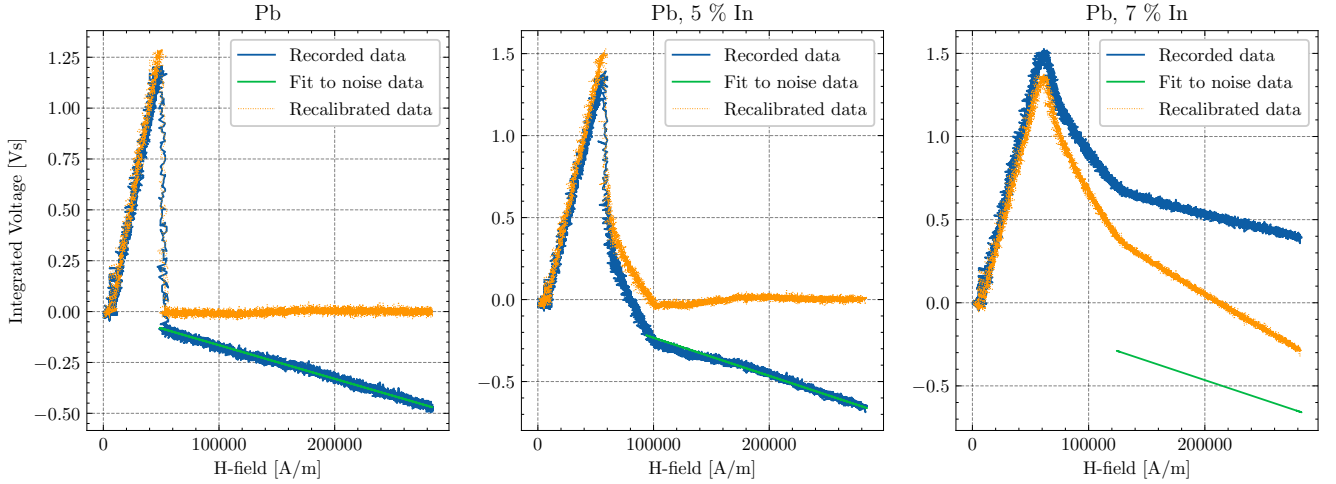 Pb
Pb, 5 % In
Pb, 7 % In
Integrated Voltage [Vs]
1.25
1.00
0.75
0.50
0.25
0.00
−0.25
−0.50
Recorded data
Fit to noise data
Recalibrated data
0
100000
200000
H-field [A/m]
1.5
1.0
0.5
0.0
−0.5
Recorded data
Fit to noise data
Recalibrated data
0
100000
200000
H-field [A/m]
1.5
1.0
0.5
0.0
−0.5
Recorded data
Fit to noise data
Recalibrated data
0
100000
200000
H-field [A/m]